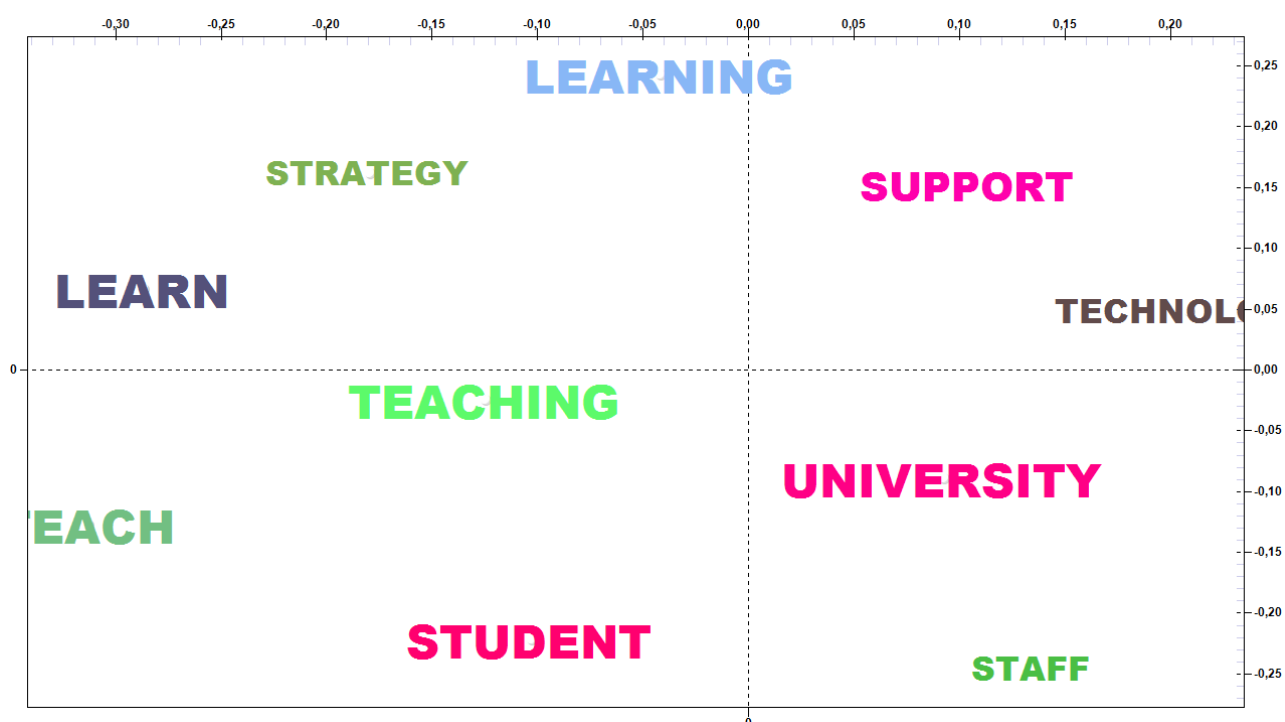 -0,30 -0,25 -0,20 -0,15 -0,10 -0,05 0,00 0,05 0,10 0,15 0,20
LEARNING
0,25
0,20
STRATEGY
SUPPORT
0,15
0,10
LEARN
TECHNOLO
0,05
0
0,00
TEACHING
-0,05
UNIVERSITY
-0,10
TEACH
-0,15
-0,20
STUDENT
STAFF
-0,25
0